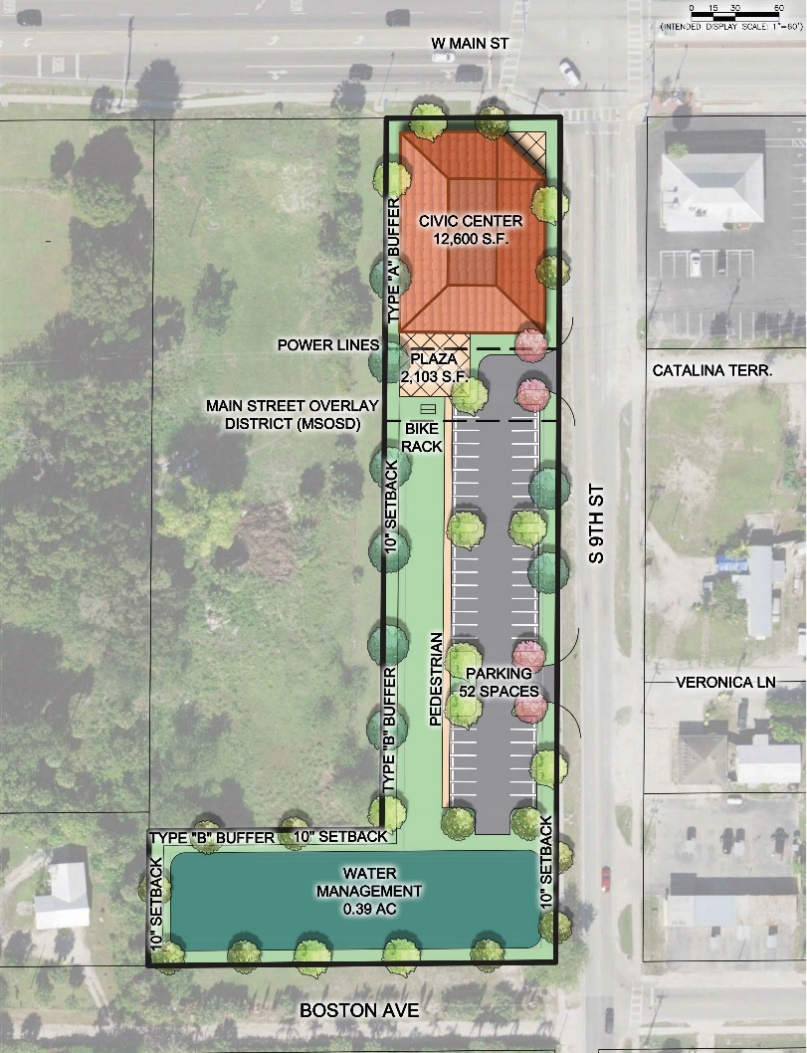 0 15 30 60
(INTENDED DISPLAY SCALE: 1"=60')
W MAIN ST
CIVIC CENTER
12,600 S.F.
TYPE "A" BUFFER
POWER LINES
PLAZA
2,103 S.F.
CATALINA TERR.
MAIN STREET OVERLAY
DISTRICT (MSOSD)
BIKE
RACK
10" SETBACK
S 9TH ST
PEDESTRIAN
PARKING
52 SPACES
VERONICA LN
TYPE "B" BUFFER
TYPE "B" BUFFER
10" SETBACK
10" SETBACK
WATER
MANAGEMENT
0.39 AC
10" SETBACK
BOSTON AVE